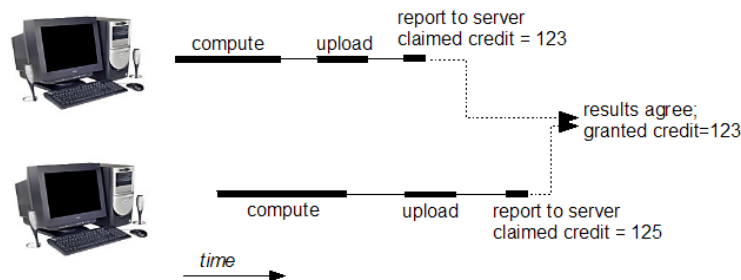 report to server
compute
upload
claimed credit = 123
results agree;
granted credit=123
compute
upload
report to server
claimed credit = 125
time